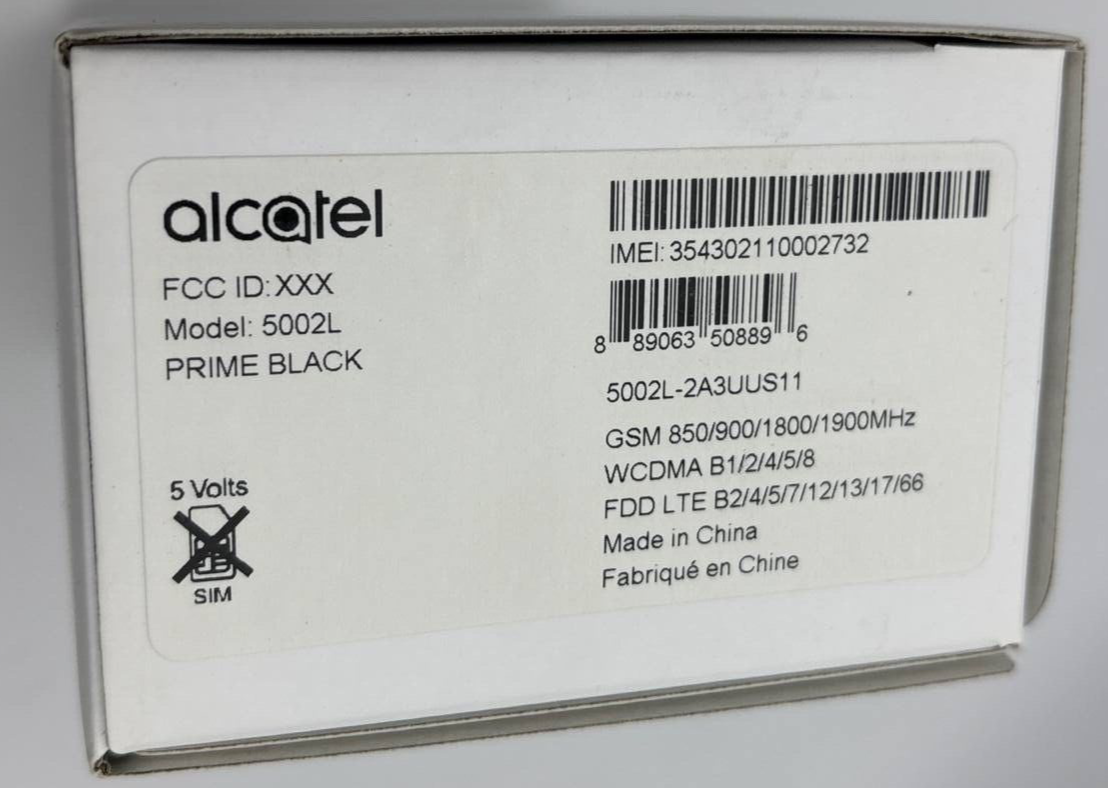 alcatel
FCC ID: XXX
Model: 5002L
PRIME BLACK
5 Volts
SIM
IMEI: 354302110002732
8 89063 50889 6
5002L-2A3UUS11
GSM 850/900/1800/1900MHz
WCDMA B1/2/4/5/8
FDD LTE B2/4/5/7/12/13/17/66
Made in China
Fabriqué en Chine